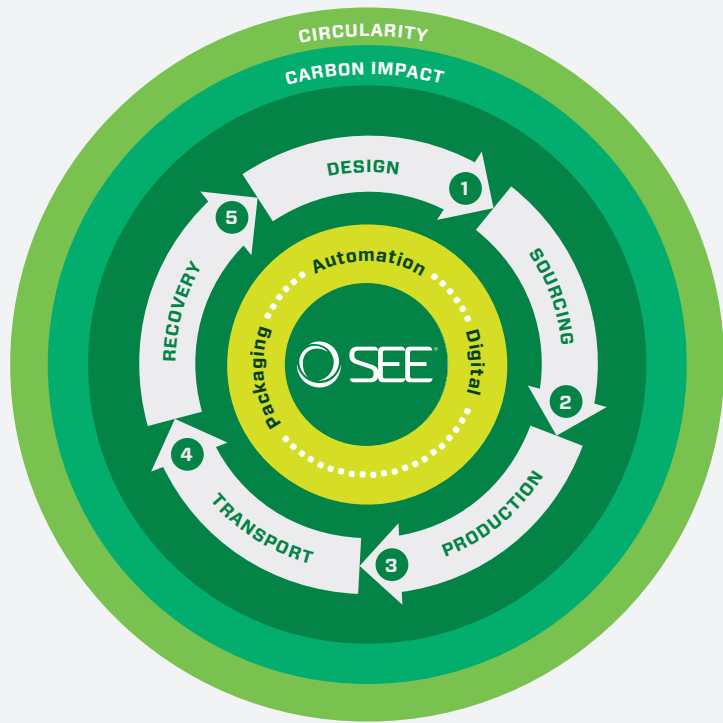 CIRCULARITY
CARBON IMPACT
DESIGN
1
SOURCING
2
PRODUCTION
3
TRANSPORT
4
RECOVERY
5
Automation
Digital
Packaging
SEE®